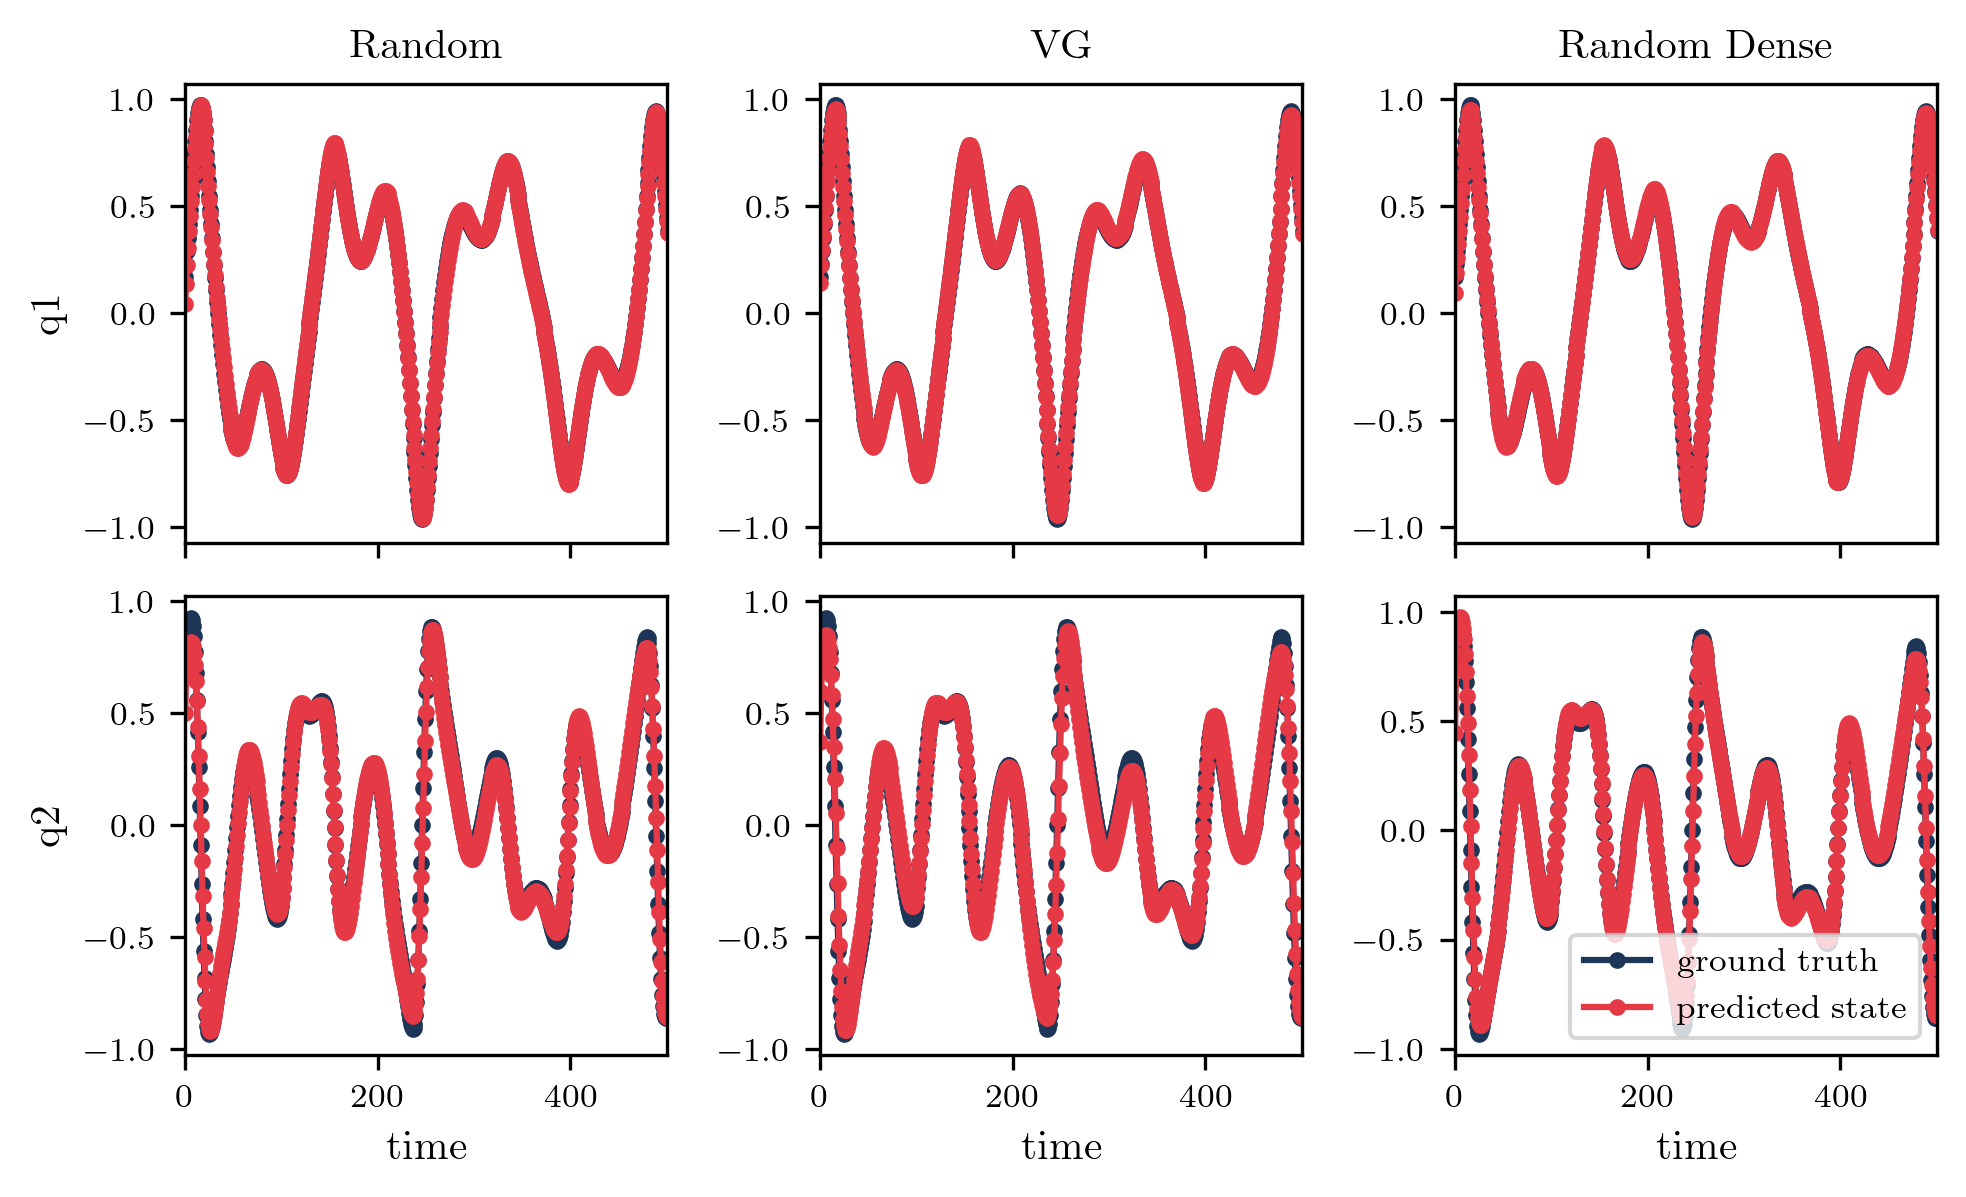 Random VG Random Dense
q1
1.0 1.0 1.0
0.5 0.5 0.5
0.0 0.0 0.0
−0.5 −0.5 −0.5
−1.0 −1.0 −1.0
q2
1.0 1.0 1.0
0.5 0.5 0.5
0.0 0.0 0.0
−0.5 −0.5 −0.5
−1.0 −1.0 −1.0
ground truth
predicted state
0 200 400 0 200 400 0 200 400
time time time